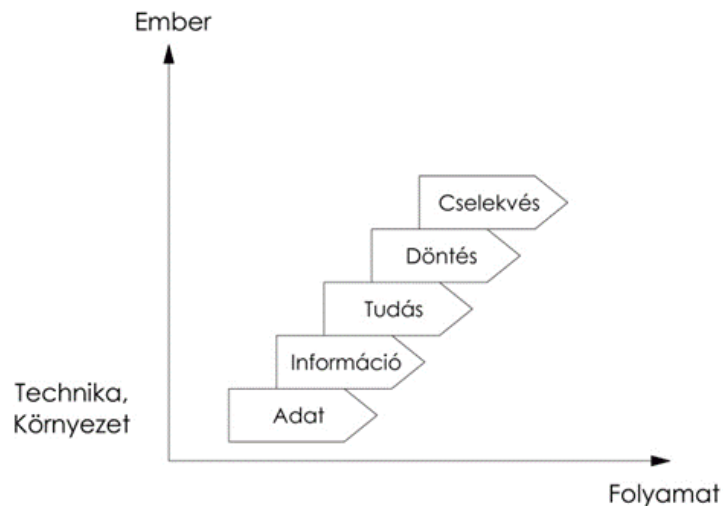 Ember
Cselekvés
Döntés
Tudás
Információ
Technika,
Környezet
Adat
Folyamat